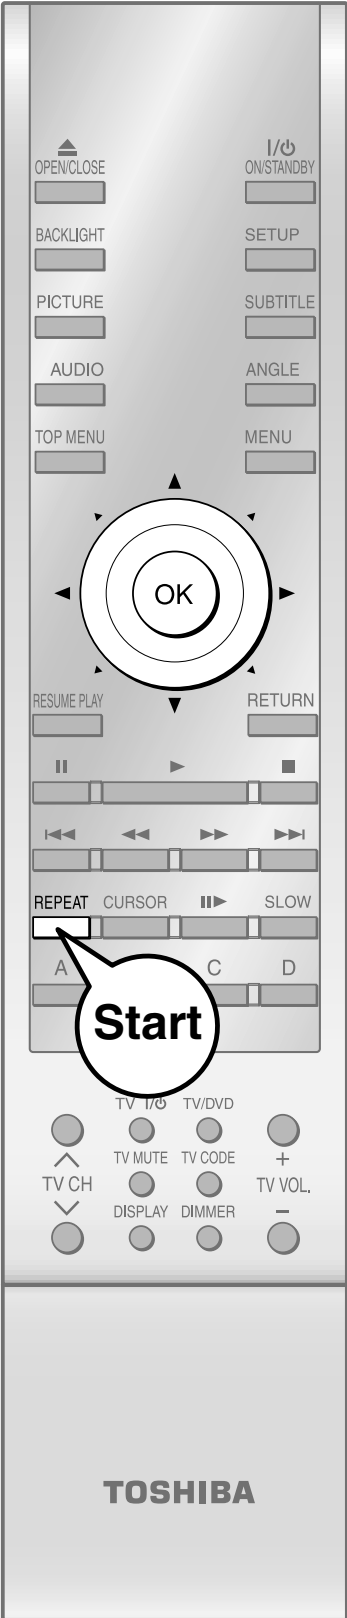 I/⏻
OPEN/CLOSE ON/STANDBY
BACKLIGHT SETUP
PICTURE SUBTITLE
AUDIO ANGLE
TOP MENU MENU
OK
RESUME PLAY RETURN
REPEAT CURSOR SLOW
A C D
Start
TV I/⏻ TV/DVD
TV MUTE TV CODE +
TV CH TV VOL.
DISPLAY DIMMER −
TOSHIBA